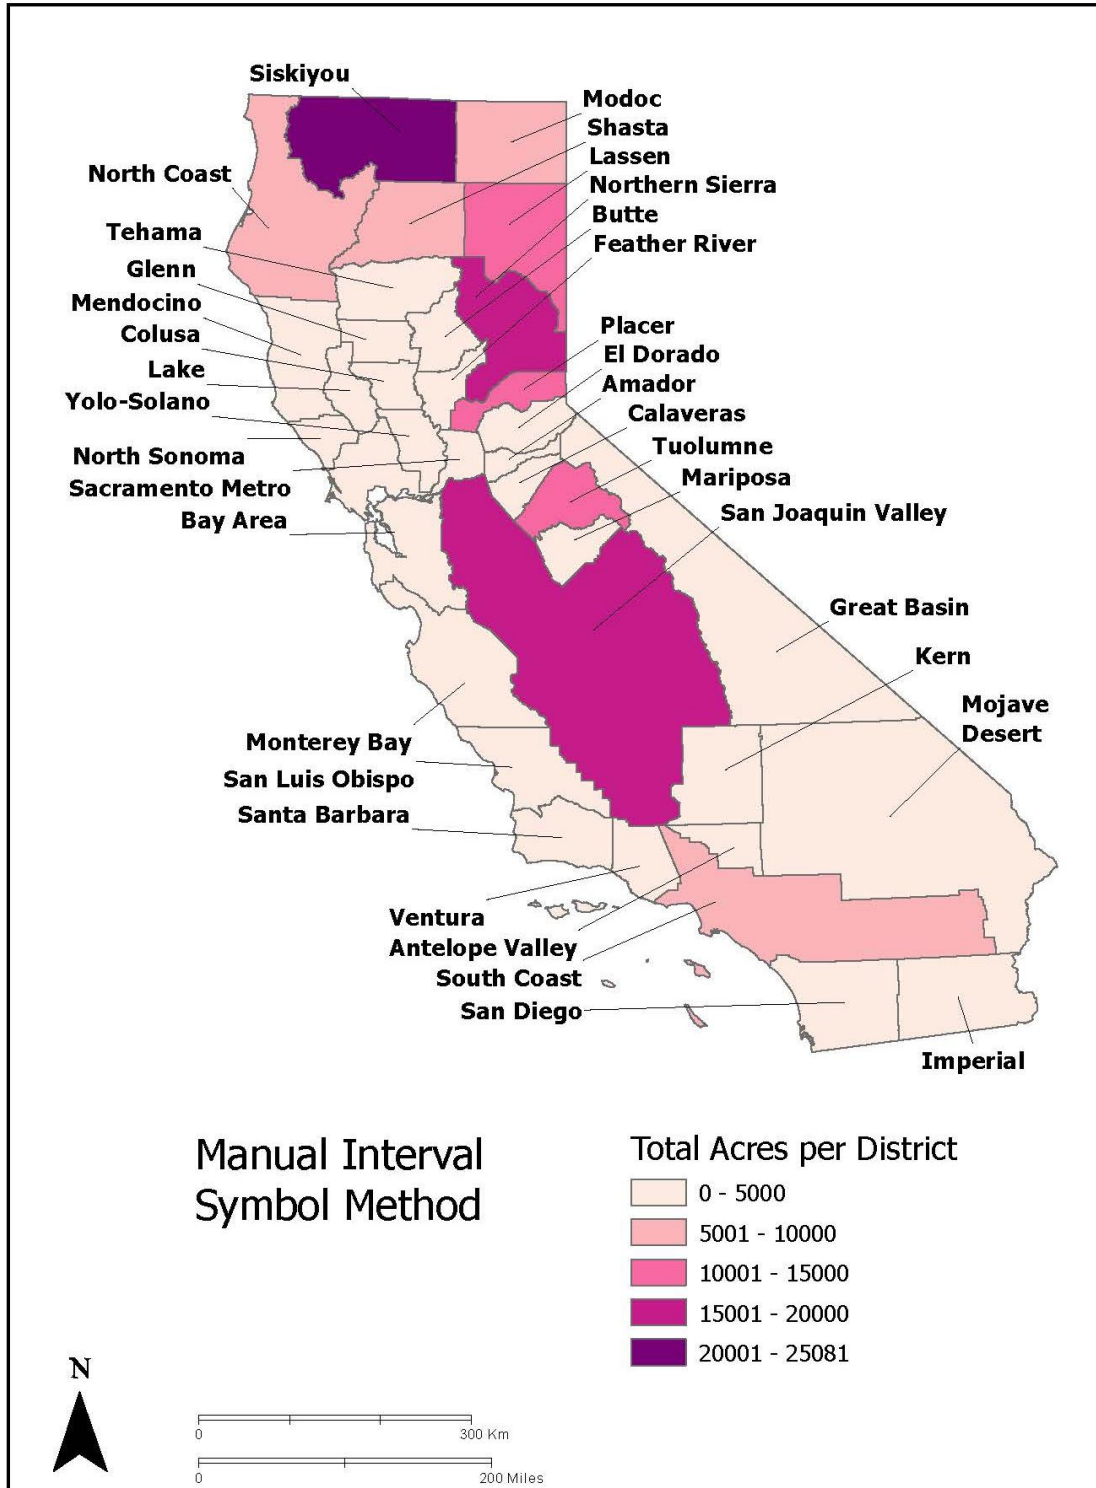 Siskiyou
Modoc
Shasta
Lassen
North Coast
Northern Sierra
Butte
Tehama
Feather River
Glenn
Mendocino
Colusa
Placer
El Dorado
Lake
Amador
Yolo-Solano
Calaveras
Tuolumne
North Sonoma
Mariposa
Sacramento Metro
San Joaquin Valley
Bay Area
Great Basin
Kern
Mojave
Desert
Monterey Bay
San Luis Obispo
Santa Barbara
Ventura
Antelope Valley
South Coast
San Diego
Imperial
Manual Interval
Symbol Method
Total Acres per District
0 - 5000
5001 - 10000
10001 - 15000
15001 - 20000
20001 - 25081
N
0 300 Km
0 200 Miles